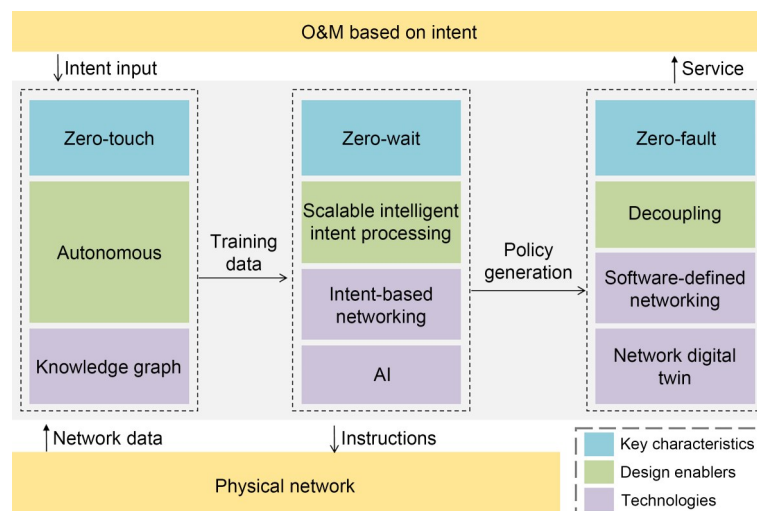 O&M based on intent
Intent input
Service
Zero-touch
Autonomous
Knowledge graph
Training
data
Zero-wait
Scalable intelligent
intent processing
Intent-based
networking
AI
Policy
generation
Zero-fault
Decoupling
Software-defined
networking
Network digital
twin
Network data
Instructions
Physical network
Key characteristics
Design enablers
Technologies